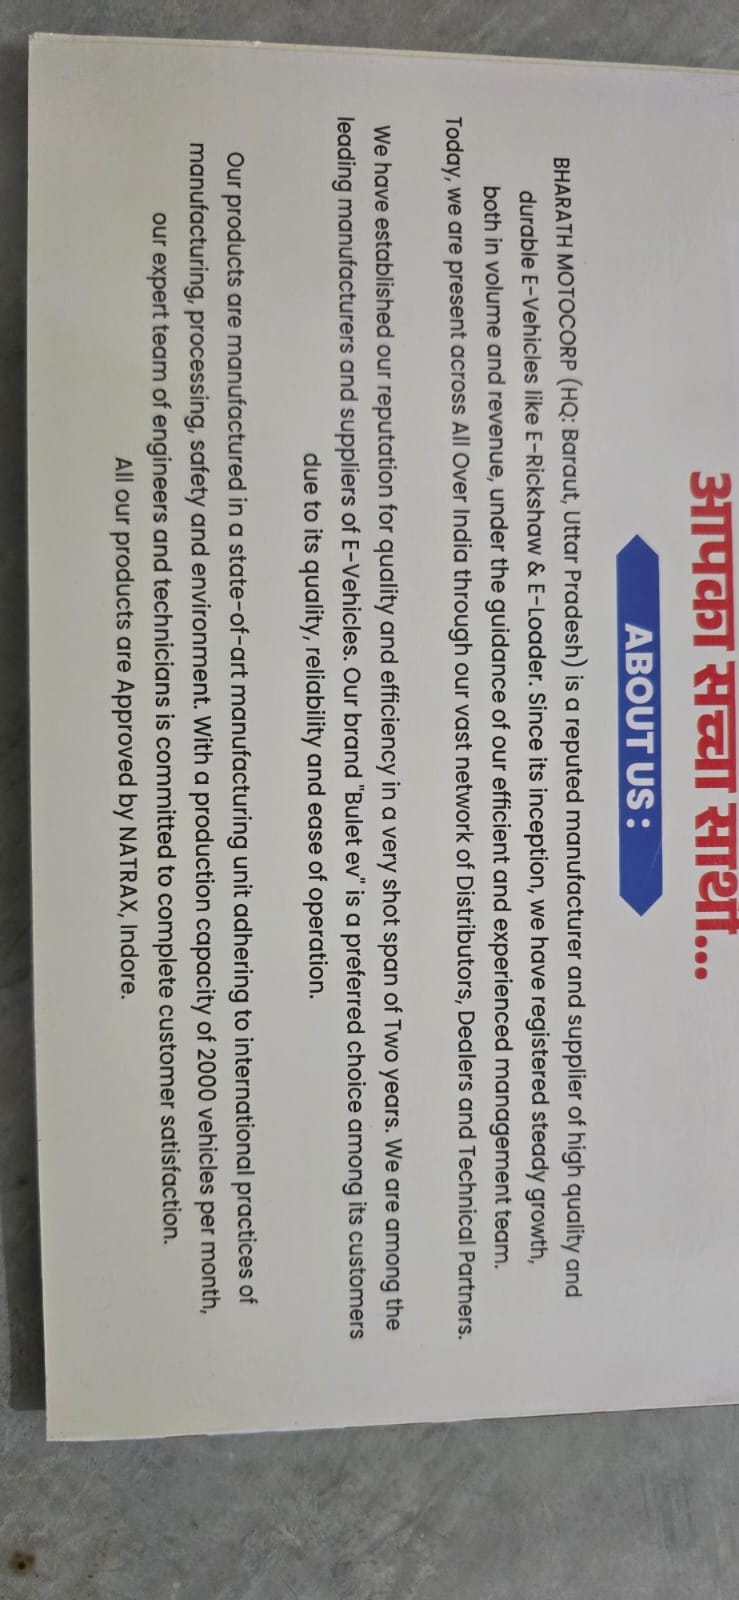 आपका सच्चा साथी...
ABOUT US :
BHARATH MOTOCORP (HQ: Baraut, Uttar Pradesh) is a reputed manufacturer and supplier of high quality and
durable E-Vehicles like E-Rickshaw & E-Loader. Since its inception, we have registered steady growth,
both in volume and revenue, under the guidance of our efficient and experienced management team.
Today, we are present across All Over India through our vast network of Distributors, Dealers and Technical Partners.
We have established our reputation for quality and efficiency in a very shot span of Two years. We are among the
leading manufacturers and suppliers of E-Vehicles. Our brand "Bulet ev" is a preferred choice among its customers
due to its quality, reliability and ease of operation.
Our products are manufactured in a state-of-art manufacturing unit adhering to international practices of
manufacturing, processing, safety and environment. With a production capacity of 2000 vehicles per month,
our expert team of engineers and technicians is committed to complete customer satisfaction.
All our products are Approved by NATRAX, Indore.